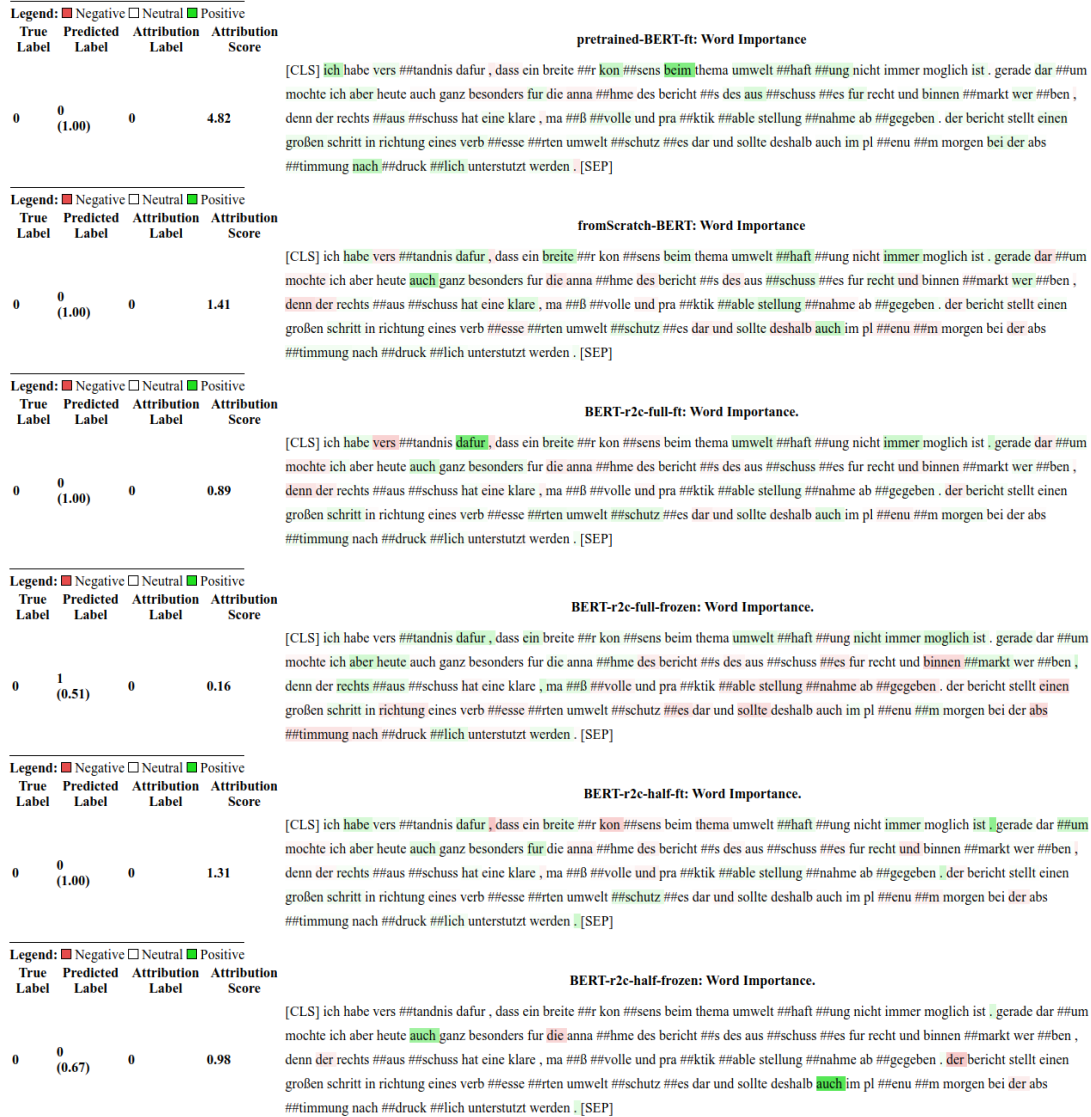 Legend: Negative Neutral Positive
True Label Predicted Label Attribution Label Attribution Score
pretrained-BERT-ft: Word Importance
0 0 (1.00) 0 4.82
[CLS] ich habe vers ##tandnis dafur , dass ein breite ##r kon ##sens beim thema umwelt ##haft ##ung nicht immer moglich ist . gerade dar ##um
mochte ich aber heute auch ganz besonders fur die anna ##hme des bericht ##s des aus ##schuss ##es fur recht und binnen ##markt wer ##ben ,
denn der rechts ##aus ##schuss hat eine klare , ma ##ß ##volle und pra ##ktik ##able stellung ##nahme ab ##gegeben . der bericht stellt einen
großen schritt in richtung eines verb ##esse ##rten umwelt ##schutz ##es dar und sollte deshalb auch im pl ##enu ##m morgen bei der abs
##timmung nach ##druck ##lich unterstutzt werden . [SEP]
Legend: Negative Neutral Positive
True Label Predicted Label Attribution Label Attribution Score
fromScratch-BERT: Word Importance
0 0 (1.00) 0 1.41
[CLS] ich habe vers ##tandnis dafur , dass ein breite ##r kon ##sens beim thema umwelt ##haft ##ung nicht immer moglich ist . gerade dar ##um
mochte ich aber heute auch ganz besonders fur die anna ##hme des bericht ##s des aus ##schuss ##es fur recht und binnen ##markt wer ##ben ,
denn der rechts ##aus ##schuss hat eine klare , ma ##ß ##volle und pra ##ktik ##able stellung ##nahme ab ##gegeben . der bericht stellt einen
großen schritt in richtung eines verb ##esse ##rten umwelt ##schutz ##es dar und sollte deshalb auch im pl ##enu ##m morgen bei der abs
##timmung nach ##druck ##lich unterstutzt werden . [SEP]
Legend: Negative Neutral Positive
True Label Predicted Label Attribution Label Attribution Score
BERT-r2c-full-ft: Word Importance.
0 0 (1.00) 0 0.89
[CLS] ich habe vers ##tandnis dafur , dass ein breite ##r kon ##sens beim thema umwelt ##haft ##ung nicht immer moglich ist . gerade dar ##um
mochte ich aber heute auch ganz besonders fur die anna ##hme des bericht ##s des aus ##schuss ##es fur recht und binnen ##markt wer ##ben ,
denn der rechts ##aus ##schuss hat eine klare , ma ##ß ##volle und pra ##ktik ##able stellung ##nahme ab ##gegeben . der bericht stellt einen
großen schritt in richtung eines verb ##esse ##rten umwelt ##schutz ##es dar und sollte deshalb auch im pl ##enu ##m morgen bei der abs
##timmung nach ##druck ##lich unterstutzt werden . [SEP]
Legend: Negative Neutral Positive
True Label Predicted Label Attribution Label Attribution Score
BERT-r2c-full-frozen: Word Importance.
0 1 (0.51) 0 0.16
[CLS] ich habe vers ##tandnis dafur , dass ein breite ##r kon ##sens beim thema umwelt ##haft ##ung nicht immer moglich ist . gerade dar ##um
mochte ich aber heute auch ganz besonders fur die anna ##hme des bericht ##s des aus ##schuss ##es fur recht und binnen ##markt wer ##ben ,
denn der rechts ##aus ##schuss hat eine klare , ma ##ß ##volle und pra ##ktik ##able stellung ##nahme ab ##gegeben . der bericht stellt einen
großen schritt in richtung eines verb ##esse ##rten umwelt ##schutz ##es dar und sollte deshalb auch im pl ##enu ##m morgen bei der abs
##timmung nach ##druck ##lich unterstutzt werden . [SEP]
Legend: Negative Neutral Positive
True Label Predicted Label Attribution Label Attribution Score
BERT-r2c-half-ft: Word Importance.
0 0 (1.00) 0 1.31
[CLS] ich habe vers ##tandnis dafur , dass ein breite ##r kon ##sens beim thema umwelt ##haft ##ung nicht immer moglich ist . gerade dar ##um
mochte ich aber heute auch ganz besonders fur die anna ##hme des bericht ##s des aus ##schuss ##es fur recht und binnen ##markt wer ##ben ,
denn der rechts ##aus ##schuss hat eine klare , ma ##ß ##volle und pra ##ktik ##able stellung ##nahme ab ##gegeben . der bericht stellt einen
großen schritt in richtung eines verb ##esse ##rten umwelt ##schutz ##es dar und sollte deshalb auch im pl ##enu ##m morgen bei der abs
##timmung nach ##druck ##lich unterstutzt werden . [SEP]
Legend: Negative Neutral Positive
True Label Predicted Label Attribution Label Attribution Score
BERT-r2c-half-frozen: Word Importance.
0 0 (0.67) 0 0.98
[CLS] ich habe vers ##tandnis dafur , dass ein breite ##r kon ##sens beim thema umwelt ##haft ##ung nicht immer moglich ist . gerade dar ##um
mochte ich aber heute auch ganz besonders fur die anna ##hme des bericht ##s des aus ##schuss ##es fur recht und binnen ##markt wer ##ben ,
denn der rechts ##aus ##schuss hat eine klare , ma ##ß ##volle und pra ##ktik ##able stellung ##nahme ab ##gegeben . der bericht stellt einen
großen schritt in richtung eines verb ##esse ##rten umwelt ##schutz ##es dar und sollte deshalb auch im pl ##enu ##m morgen bei der abs
##timmung nach ##druck ##lich unterstutzt werden . [SEP]